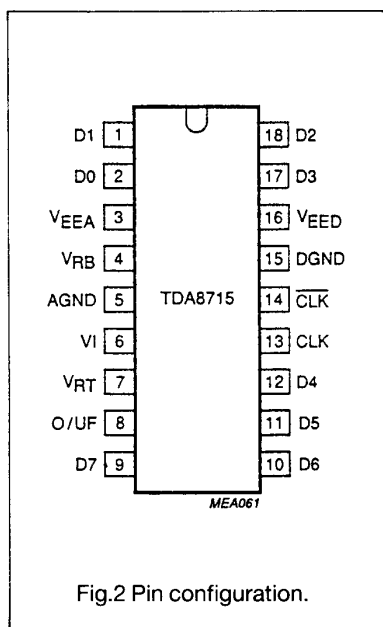 D1 1 18 D2
D0 2 17 D3
VEEA 3 16 VEED
VRB 4 15 DGND
AGND 5 TDA8715 14 C̅L̅K̅
VI 6 13 CLK
VRT 7 12 D4
O/UF 8 11 D5
D7 9 10 D6
MEA061
Fig.2 Pin configuration.